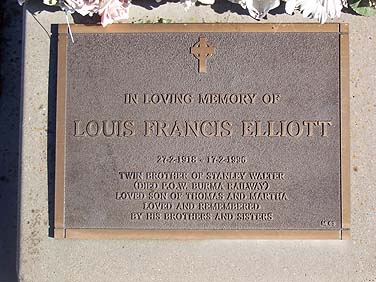 IN LOVING MEMORY OF
LOUIS FRANCIS ELLIOTT
27-2-1918 - 17-2-1996
TWIN BROTHER OF STANLEY WALTER
(DIED P.O.W. BURMA RAILWAY)
LOVED SON OF THOMAS AND MARTHA
LOVED AND REMEMBERED
BY HIS BROTHERS AND SISTERS